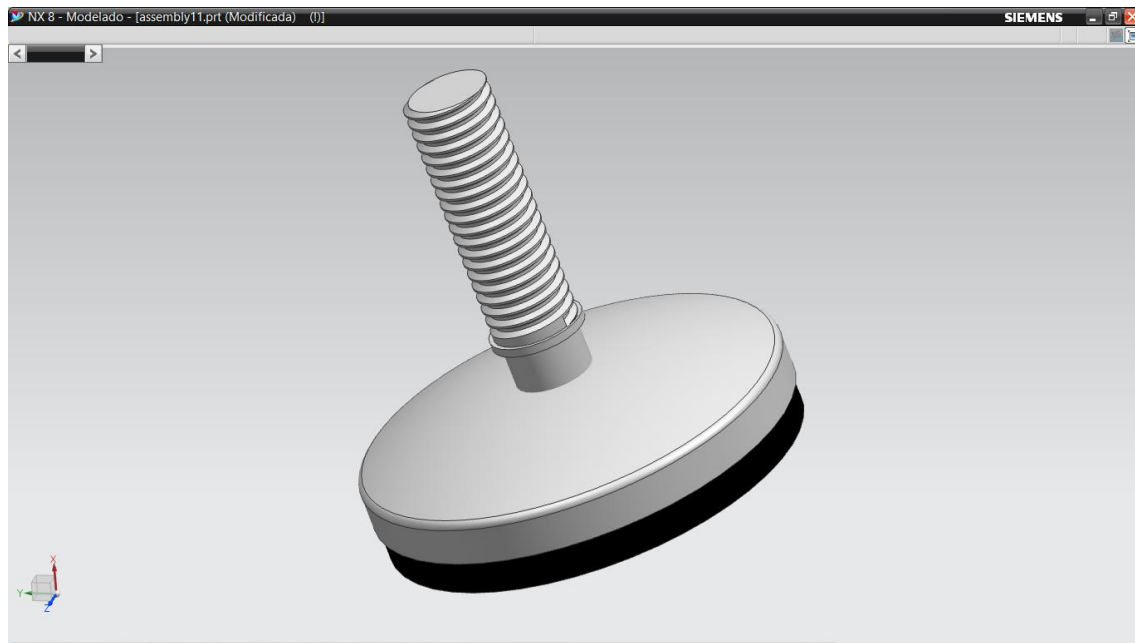 NX 8 - Modelado - [assembly11.prt (Modificada) (!)]
SIEMENS
X
Y
Z